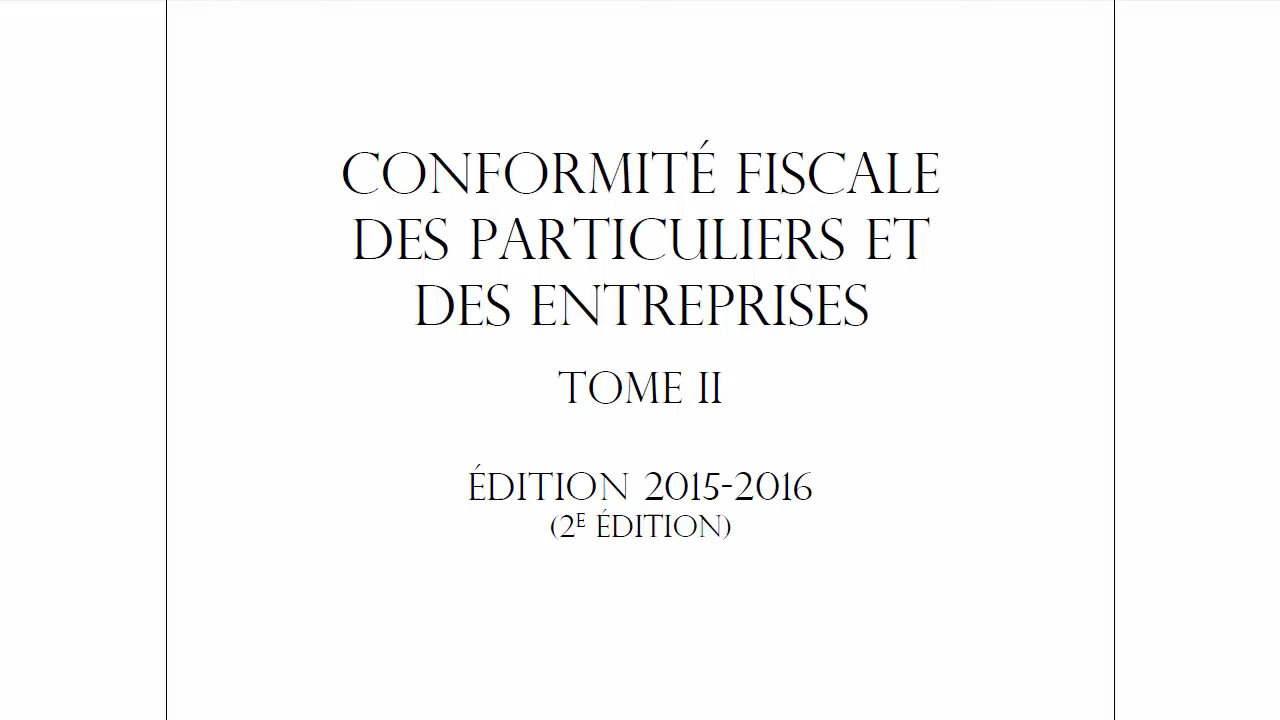 CONFORMITÉ FISCALE
DES PARTICULIERS ET
DES ENTREPRISES
TOME II
ÉDITION 2015-2016
(2E ÉDITION)